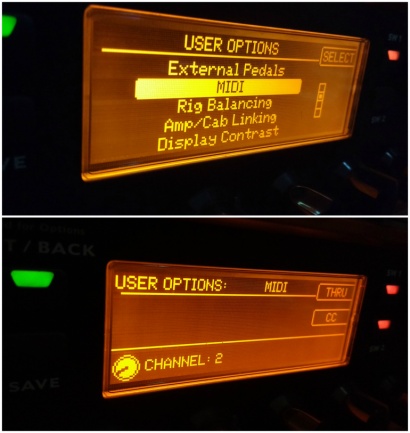 USER OPTIONS
SELECT
External Pedals
MIDI
Rig Balancing
Amp/Cab Linking
Display Contrast
T / BACK
USER OPTIONS: MIDI
THRU
CC
CHANNEL: 2
SAVE